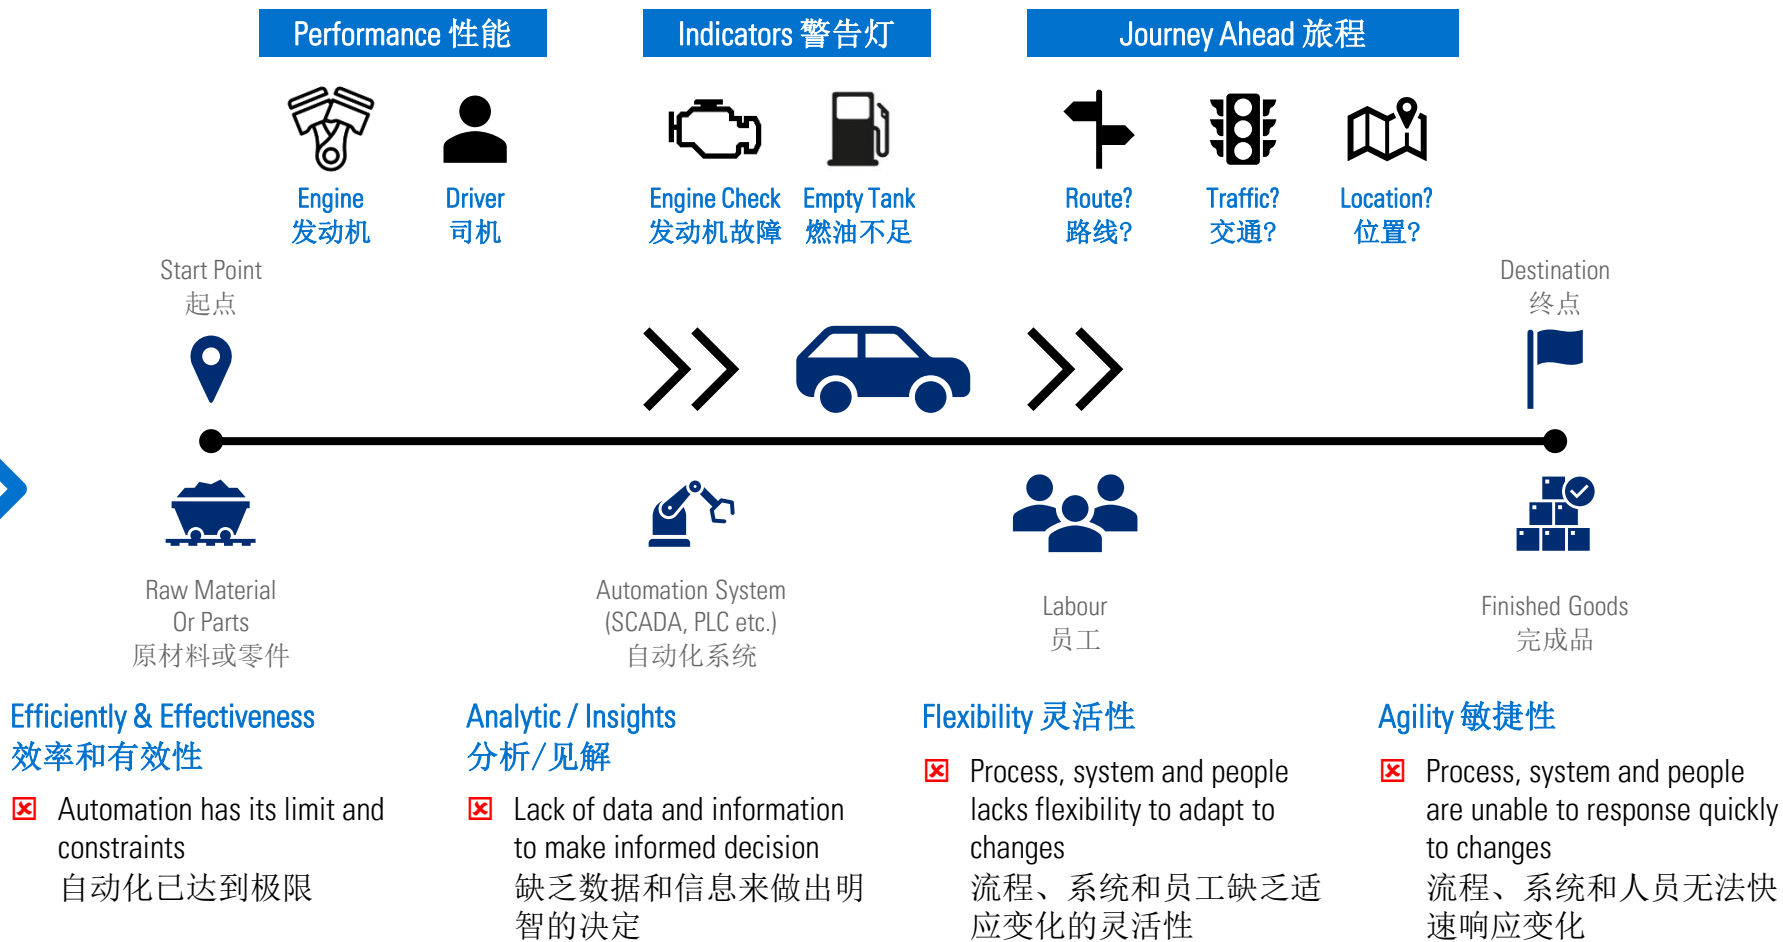 Performance 性能
Indicators 警告灯
Journey Ahead 旅程
Engine
发动机
Driver
司机
Engine Check
发动机故障
Empty Tank
燃油不足
Route?
路线?
Traffic?
交通?
Location?
位置?
Start Point
起点
Destination
终点
Raw Material
Or Parts
原材料或零件
Automation System
(SCADA, PLC etc.)
自动化系统
Labour
员工
Finished Goods
完成品
Efficiently & Effectiveness
效率和有效性
Automation has its limit and
constraints
自动化已达到极限
Analytic / Insights
分析/见解
Lack of data and information
to make informed decision
缺乏数据和信息来做出明
智的决定
Flexibility 灵活性
Process, system and people
lacks flexibility to adapt to
changes
流程、系统和员工缺乏适
应变化的灵活性
Agility 敏捷性
Process, system and people
are unable to response quickly
to changes
流程、系统和人员无法快
速响应变化